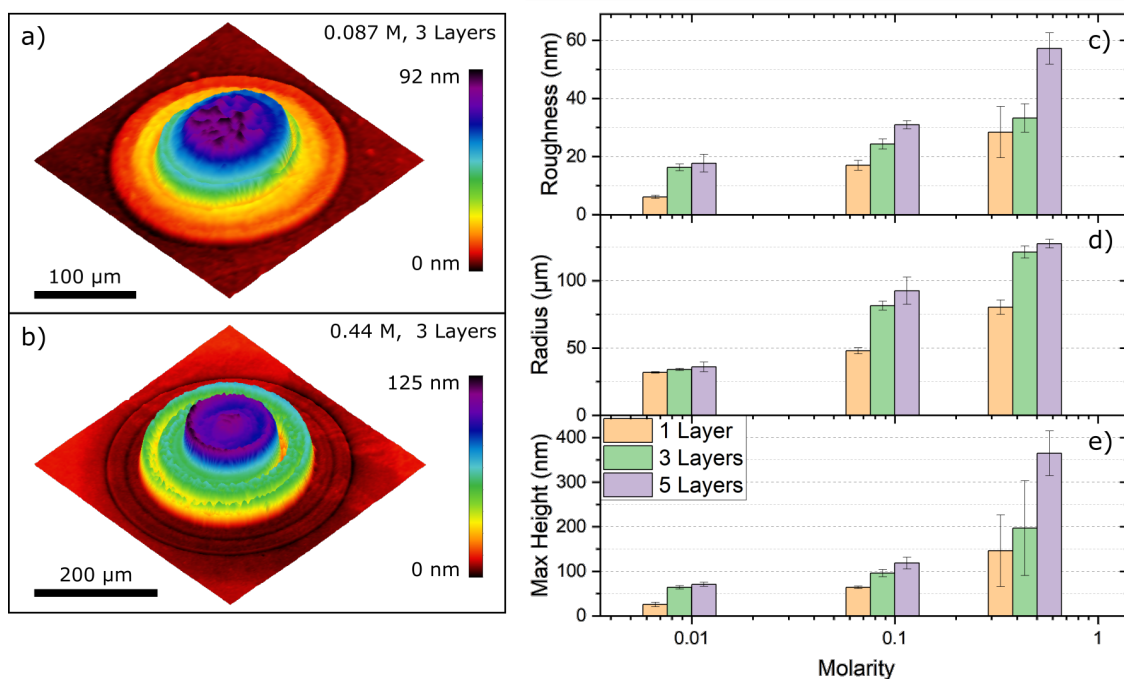 a)
0.087 M, 3 Layers
92 nm
0 nm
100 µm
b)
0.44 M,  3 Layers
125 nm
0 nm
200 µm
c)
Roughness (nm)
60
40
20
0
d)
Radius (µm)
100
50
0
e)
1 Layer
3 Layers
5 Layers
Max Height (nm)
400
300
200
100
0
0.01
0.1
1
Molarity